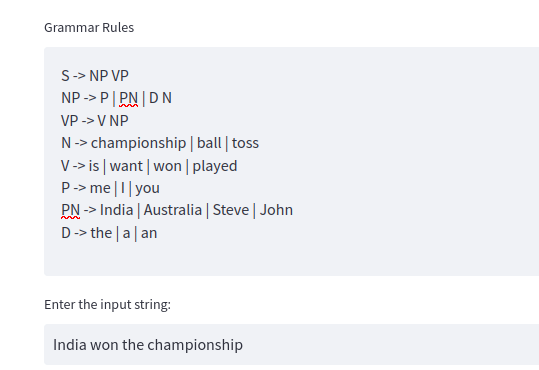 Grammar Rules
S -> NP VP
NP -> P | PN | D N
VP -> V NP
N -> championship | ball | toss
V -> is | want | won | played
P -> me | I | you
PN -> India | Australia | Steve | John
D -> the | a | an
Enter the input string:
India won the championship